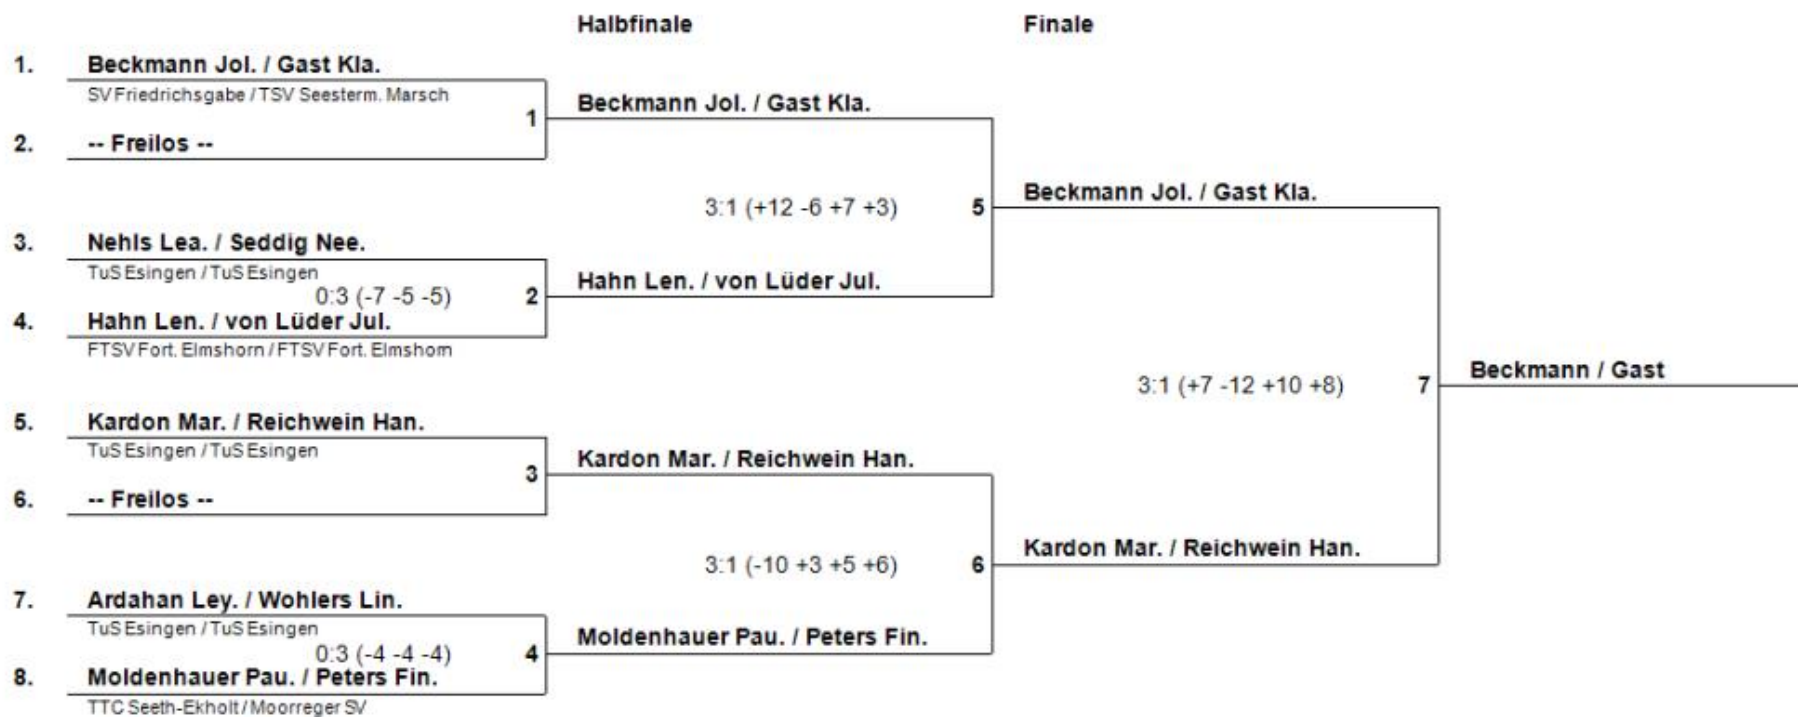 Halbfinale
Finale
1. Beckmann Jol. / Gast Kla.
SV Friedrichsgabe / TSV Seesterm. Marsch
1
Beckmann Jol. / Gast Kla.
2. -- Freilos --
3:1 (+12 -6 +7 +3)
5
Beckmann Jol. / Gast Kla.
3. Nehls Lea. / Seddig Nee.
TuS Esingen / TuS Esingen
0:3 (-7 -5 -5)
2
Hahn Len. / von Lüder Jul.
4. Hahn Len. / von Lüder Jul.
FTSV Fort. Elmshorn / FTSV Fort. Elmshorn
3:1 (+7 -12 +10 +8)
7
Beckmann / Gast
5. Kardon Mar. / Reichwein Han.
TuS Esingen / TuS Esingen
3
Kardon Mar. / Reichwein Han.
6. -- Freilos --
3:1 (-10 +3 +5 +6)
6
Kardon Mar. / Reichwein Han.
7. Ardahan Ley. / Wohlers Lin.
TuS Esingen / TuS Esingen
0:3 (-4 -4 -4)
4
Moldenhauer Pau. / Peters Fin.
8. Moldenhauer Pau. / Peters Fin.
TTC Seeth-Ekholt / Moorreger SV